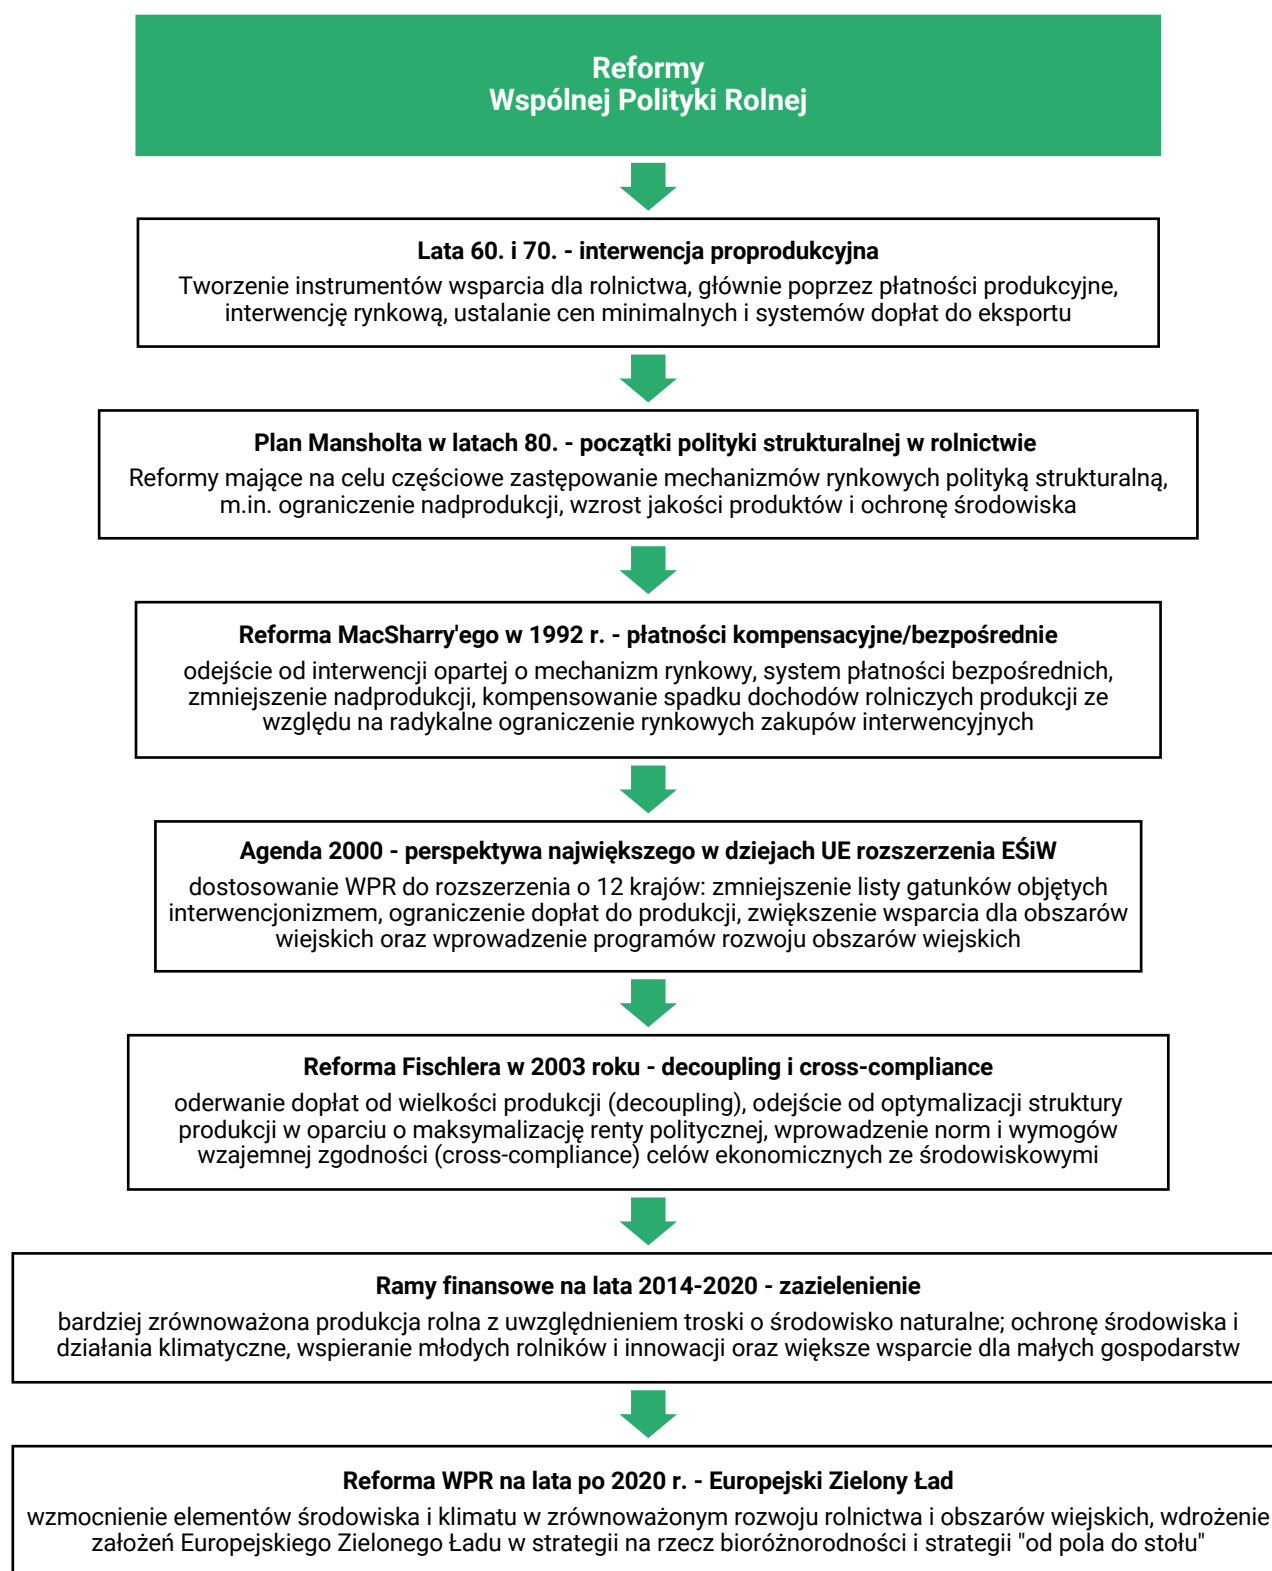 Reformy
Wspólnej Polityki Rolnej
Lata 60. i 70. - interwencja proprodukcyjna
Tworzenie instrumentów wsparcia dla rolnictwa, głównie poprzez płatności produkcyjne,
interwencję rynkową, ustalanie cen minimalnych i systemów dopłat do eksportu
Plan Mansholta w latach 80. - początki polityki strukturalnej w rolnictwie
Reformy mające na celu częściowe zastępowanie mechanizmów rynkowych polityką strukturalną,
m.in. ograniczenie nadprodukcji, wzrost jakości produktów i ochronę środowiska
Reforma MacSharry'ego w 1992 r. - płatności kompensacyjne/bezpośrednie
odejście od interwencji opartej o mechanizm rynkowy, system płatności bezpośrednich,
zmniejszenie nadprodukcji, kompensowanie spadku dochodów rolniczych produkcji ze
względu na radykalne ograniczenie rynkowych zakupów interwencyjnych
Agenda 2000 - perspektywa największego w dziejach UE rozszerzenia EŚiW
dostosowanie WPR do rozszerzenia o 12 krajów: zmniejszenie listy gatunków objętych
interwencjonizmem, ograniczenie dopłat do produkcji, zwiększenie wsparcia dla obszarów
wiejskich oraz wprowadzenie programów rozwoju obszarów wiejskich
Reforma Fischlera w 2003 roku - decoupling i cross-compliance
oderwanie dopłat od wielkości produkcji (decoupling), odejście od optymalizacji struktury
produkcji w oparciu o maksymalizację renty politycznej, wprowadzenie norm i wymogów
wzajemnej zgodności (cross-compliance) celów ekonomicznych ze środowiskowymi
Ramy finansowe na lata 2014-2020 - zazielenienie
bardziej zrównoważona produkcja rolna z uwzględnieniem troski o środowisko naturalne; ochronę środowiska i
działania klimatyczne, wspieranie młodych rolników i innowacji oraz większe wsparcie dla małych gospodarstw
Reforma WPR na lata po 2020 r. - Europejski Zielony Ład
wzmocnienie elementów środowiska i klimatu w zrównoważonym rozwoju rolnictwa i obszarów wiejskich, wdrożenie
założeń Europejskiego Zielonego Ładu w strategii na rzecz bioróżnorodności i strategii "od pola do stołu"